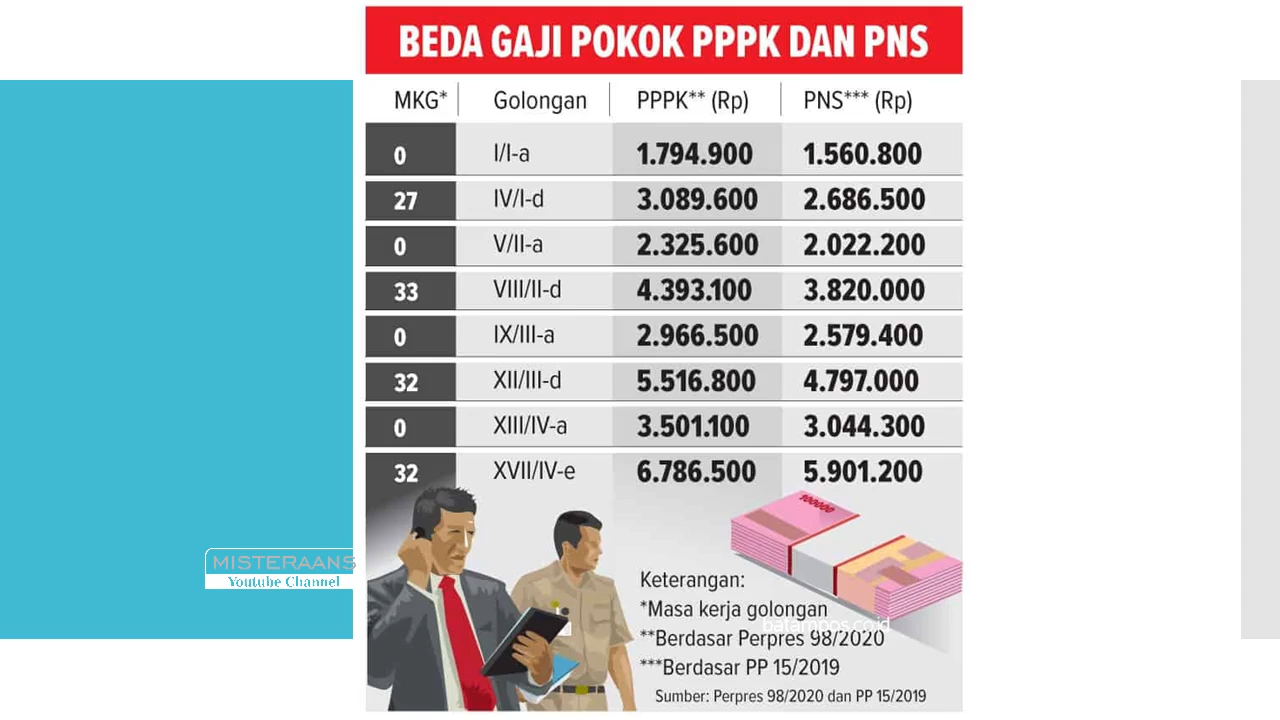 BEDA GAJI POKOK PPPK DAN PNS
MKG* Golongan PPPK** (Rp) PNS*** (Rp)
0 I/I-a 1.794.900 1.560.800
27 IV/I-d 3.089.600 2.686.500
0 V/II-a 2.325.600 2.022.200
33 VIII/II-d 4.393.100 3.820.000
0 IX/III-a 2.966.500 2.579.400
32 XII/III-d 5.516.800 4.797.000
0 XIII/IV-a 3.501.100 3.044.300
32 XVII/IV-e 6.786.500 5.901.200
100000
MISTERAANS
Youtube Channel
Keterangan:
*Masa kerja golongan
batampos.co.id
**Berdasar Perpres 98/2020
***Berdasar PP 15/2019
Sumber: Perpres 98/2020 dan PP 15/2019